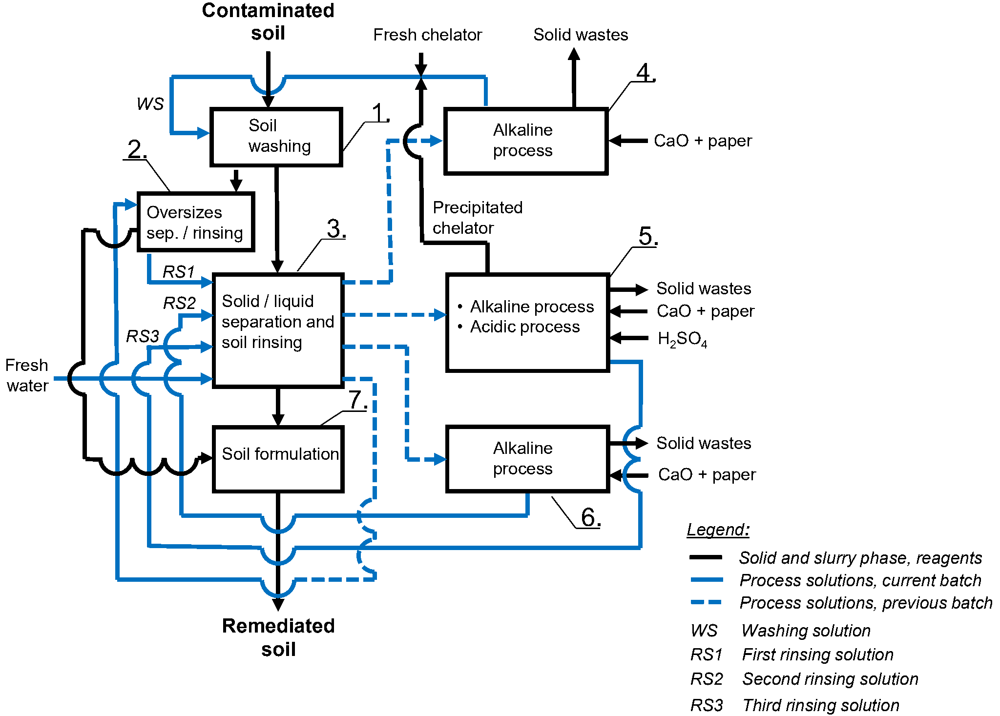 Contaminated
soil
Fresh chelator
Solid wastes
4.
WS
1.
Soil
washing
Alkaline
process
CaO + paper
2.
Oversizes
sep. / rinsing
Precipitated
chelator
3.
5.
RS1
RS2
RS3
Solid / liquid
separation and
soil rinsing
• Alkaline process
• Acidic process
Solid wastes
CaO + paper
H₂SO₄
Fresh
water
7.
Soil formulation
Alkaline
process
Solid wastes
CaO + paper
6.
Remediated
soil
Legend:
Solid and slurry phase, reagents
Process solutions, current batch
Process solutions, previous batch
WS Washing solution
RS1 First rinsing solution
RS2 Second rinsing solution
RS3 Third rinsing solution